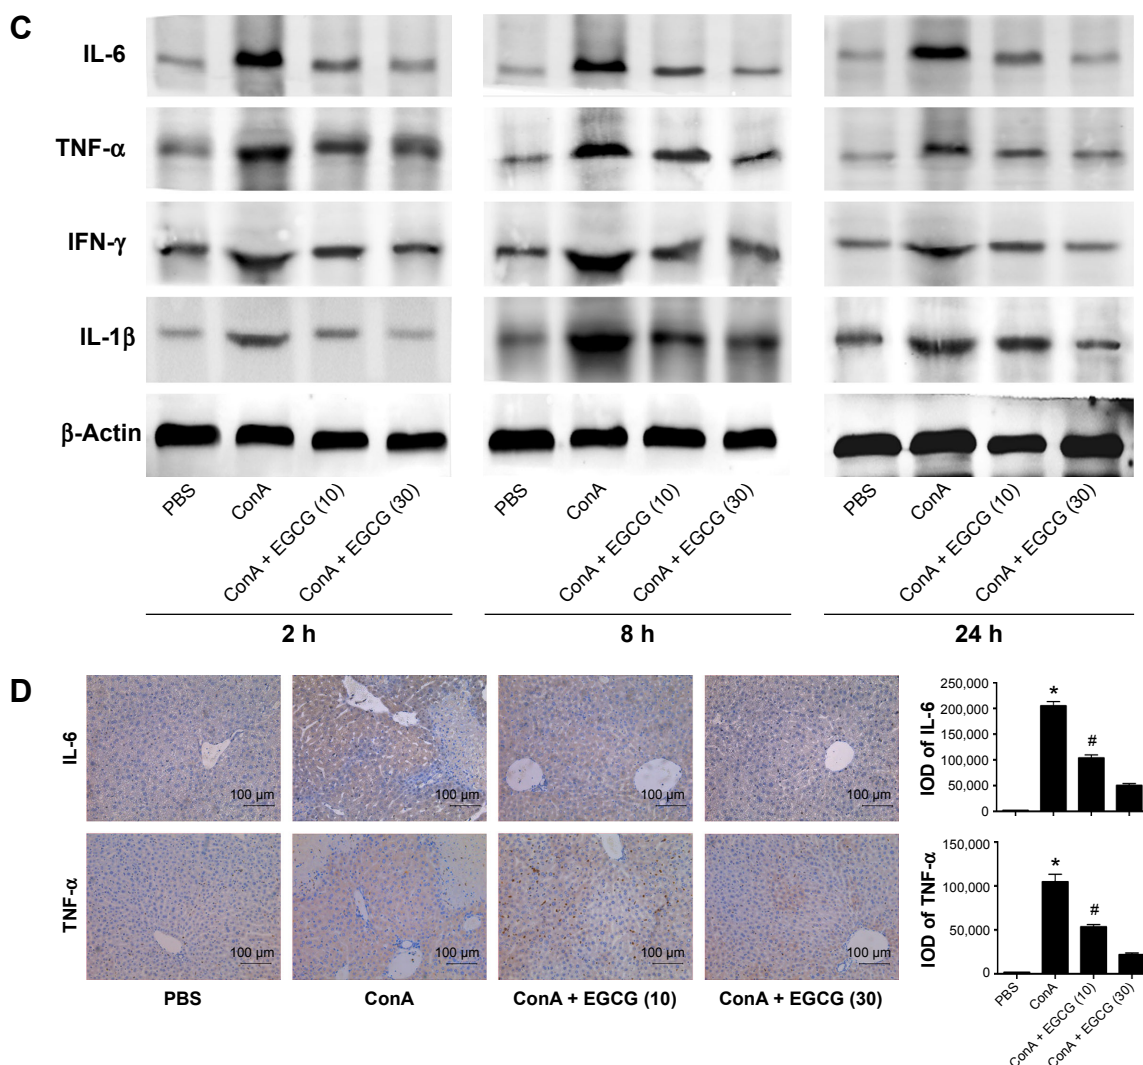 C
IL-6
TNF-α
IFN-γ
IL-1β
β-Actin
PBS
ConA
ConA + EGCG (10)
ConA + EGCG (30)
PBS
ConA
ConA + EGCG (10)
ConA + EGCG (30)
PBS
ConA
ConA + EGCG (10)
ConA + EGCG (30)
2 h
8 h
24 h
D
IL-6
100 µm
100 µm
100 µm
100 µm
TNF-α
100 µm
100 µm
100 µm
100 µm
PBS
ConA
ConA + EGCG (10)
ConA + EGCG (30)
IOD of IL-6
250,000
200,000
150,000
100,000
50,000
0
*
#
IOD of TNF-α
150,000
100,000
50,000
0
*
#
PBS
ConA
ConA + EGCG (10)
ConA + EGCG (30)